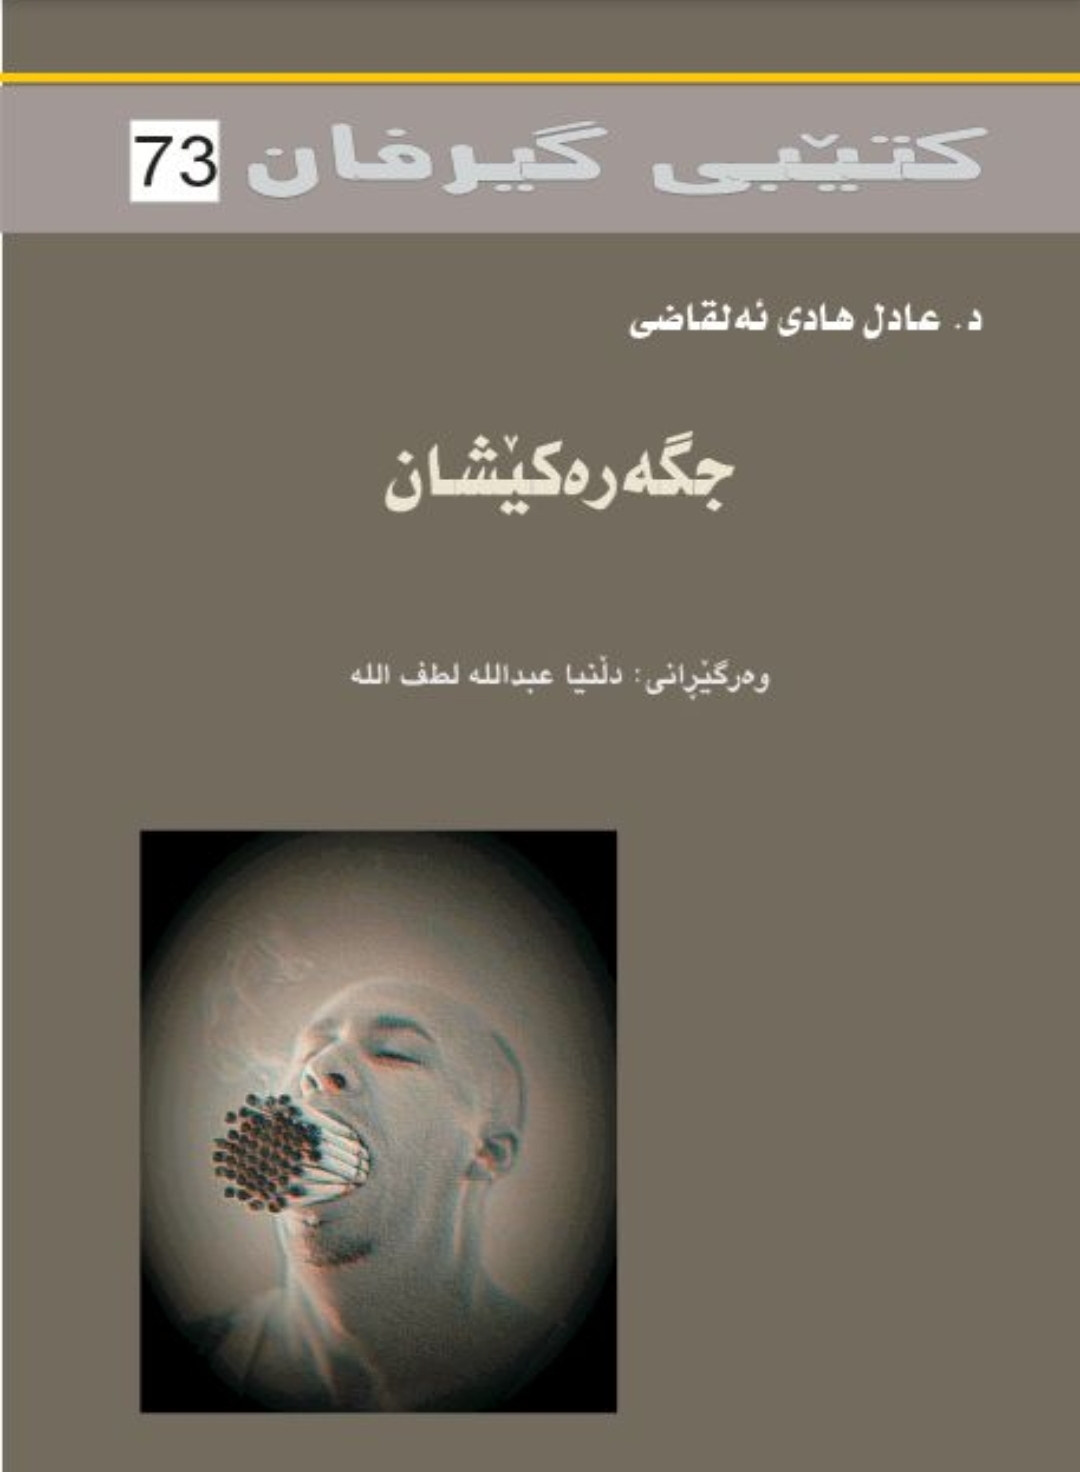 کتێبی گیرفان 73
د. عادل هادی ئەلقاضی
جگەرەکێشان
وەرگێڕانی: دڵنیا عبدالله لطف الله